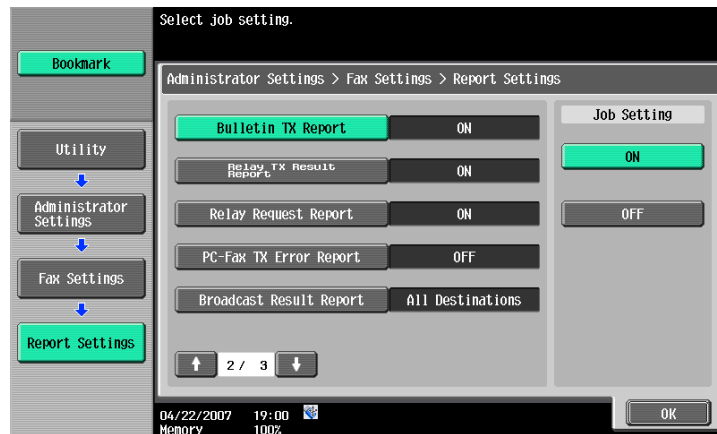 Select job setting.
Bookmark
Administrator Settings > Fax Settings > Report Settings
Utility
Administrator
Settings
Fax Settings
Report Settings
Bulletin TX Report ON
Relay TX Result
Report ON
Relay Request Report ON
PC-Fax TX Error Report OFF
Broadcast Result Report All Destinations
2/ 3
Job Setting
ON
OFF
04/22/2007 19:00
Memory 100%
OK